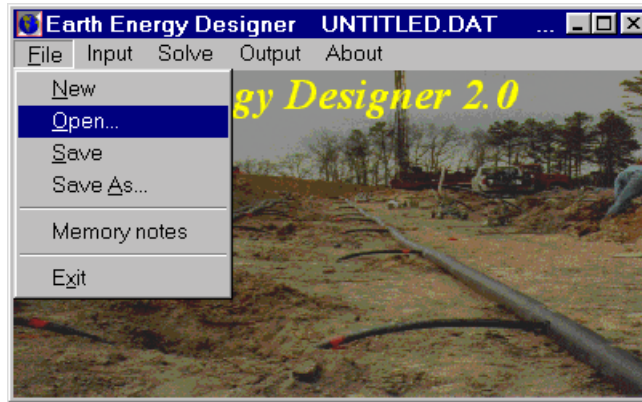 Earth Energy Designer UNTITLED.DAT ...
File Input Solve Output About
New
gy Designer 2.0
Open...
Save
Save As...
Memory notes
Exit